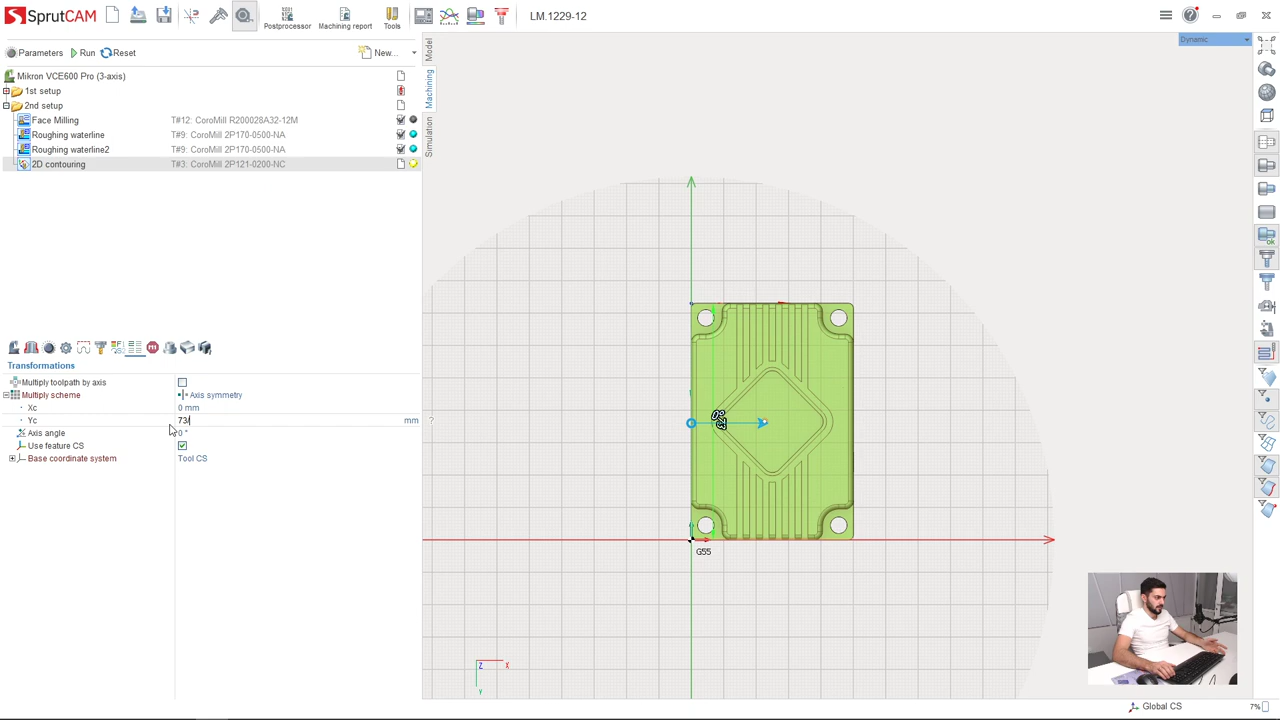 SprutCAM
Postprocessor
Machining report
Tools
LM.1229-12
Parameters Run Reset New...
Mikron VCE600 Pro (3-axis)
1st setup
2nd setup
Face Milling T#12: CoroMill R200028A32-12M
Roughing waterline T#9: CoroMill 2P170-0500-NA
Roughing waterline2 T#9: CoroMill 2P170-0500-NA
2D contouring T#3: CoroMill 2P121-0200-NC
Model
Machining
Simulation
Dynamic
Transformations
Multiply toolpath by axis
Multiply scheme Axis symmetry
Xc 0 mm
Yc 73/ mm ?
Axis angle 0 °
Use feature CS
Base coordinate system Tool CS
G55
Z X
Y
OK
Global CS 7%